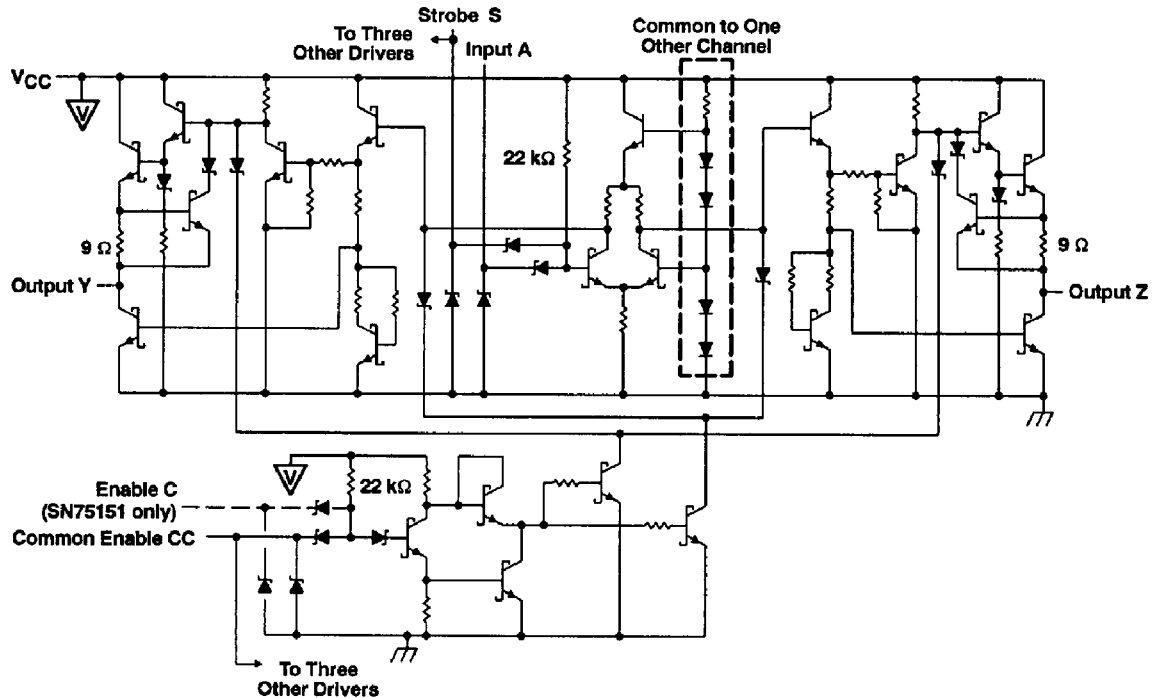 Strobe S
To Three
Other Drivers
Input A
Common to One
Other Channel
VCC
V
22 kΩ
9 Ω
9 Ω
Output Y
Output Z
V
22 kΩ
Enable C
(SN75151 only)
Common Enable CC
To Three
Other Drivers